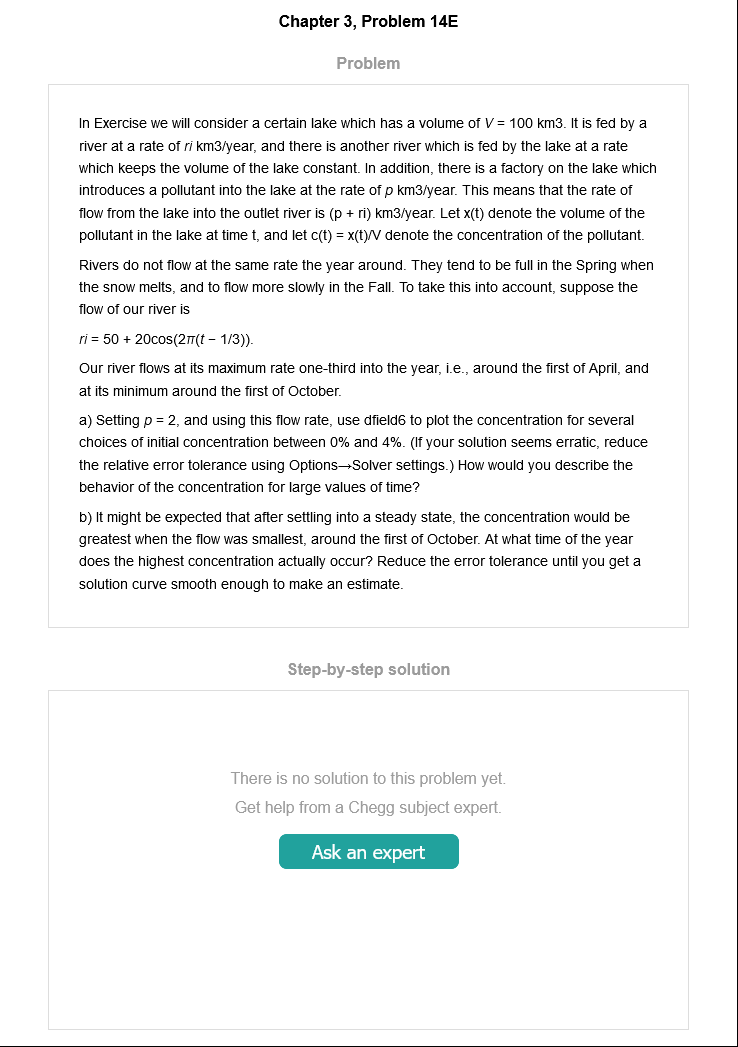 Chapter 3, Problem 14E
Problem
In Exercise we will consider a certain lake which has a volume of V = 100 km3. It is fed by a
river at a rate of ri km3/year, and there is another river which is fed by the lake at a rate
which keeps the volume of the lake constant. In addition, there is a factory on the lake which
introduces a pollutant into the lake at the rate of p km3/year. This means that the rate of
flow from the lake into the outlet river is (p + ri) km3/year. Let x(t) denote the volume of the
pollutant in the lake at time t, and let c(t) = x(t)/V denote the concentration of the pollutant.
Rivers do not flow at the same rate the year around. They tend to be full in the Spring when
the snow melts, and to flow more slowly in the Fall. To take this into account, suppose the
flow of our river is
ri = 50 + 20cos(2π(t − 1/3)).
Our river flows at its maximum rate one-third into the year, i.e., around the first of April, and
at its minimum around the first of October.
a) Setting p = 2, and using this flow rate, use dfield6 to plot the concentration for several
choices of initial concentration between 0% and 4%. (If your solution seems erratic, reduce
the relative error tolerance using Options→Solver settings.) How would you describe the
behavior of the concentration for large values of time?
b) It might be expected that after settling into a steady state, the concentration would be
greatest when the flow was smallest, around the first of October. At what time of the year
does the highest concentration actually occur? Reduce the error tolerance until you get a
solution curve smooth enough to make an estimate.
Step-by-step solution
There is no solution to this problem yet.
Get help from a Chegg subject expert.
Ask an expert